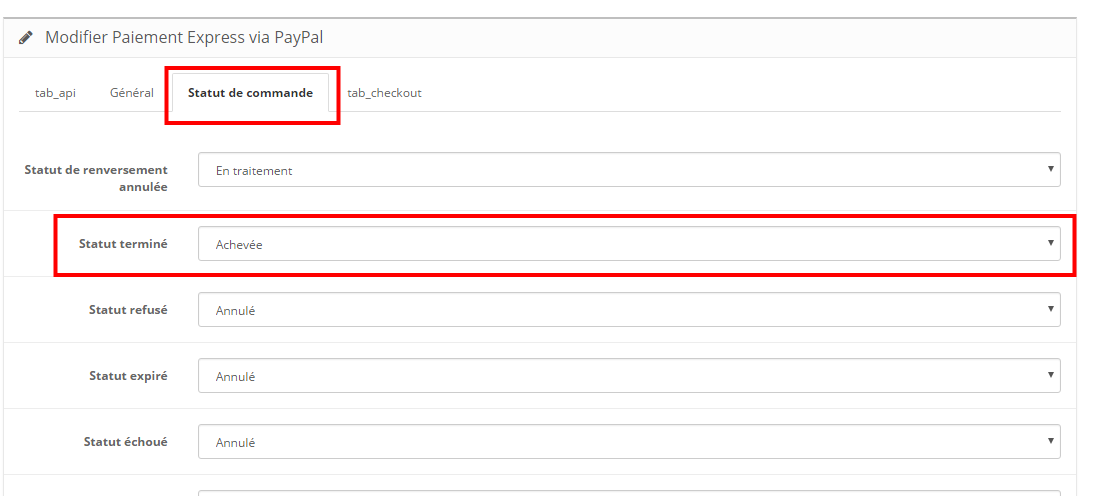 Modifier Paiement Express via PayPal
tab_api Général Statut de commande tab_checkout
Statut de renversement
annulée
En traitement
Statut terminé Achevée
Statut refusé Annulé
Statut expiré Annulé
Statut échoué Annulé